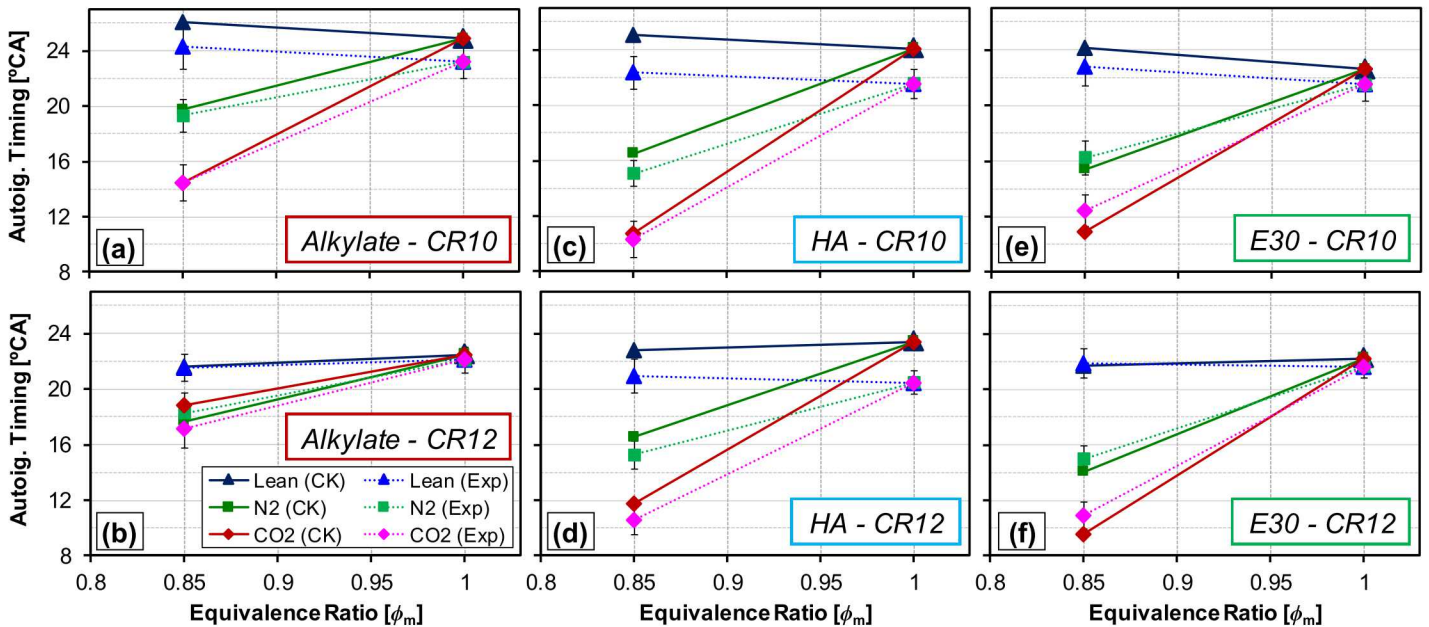 Autoig. Timing [ºCA]
24
20
16
12
8
(a)
Alkylate - CR10
(c)
HA - CR10
(e)
E30 - CR10
Autoig. Timing [ºCA]
24
20
16
12
8
Lean (CK)
Lean (Exp)
N2 (CK)
N2 (Exp)
CO2 (CK)
CO2 (Exp)
(b)
Alkylate - CR12
(d)
HA - CR12
(f)
E30 - CR12
0.8 0.85 0.9 0.95 1
0.8 0.85 0.9 0.95 1
0.8 0.85 0.9 0.95 1
Equivalence Ratio [ϕm]
Equivalence Ratio [ϕm]
Equivalence Ratio [ϕm]